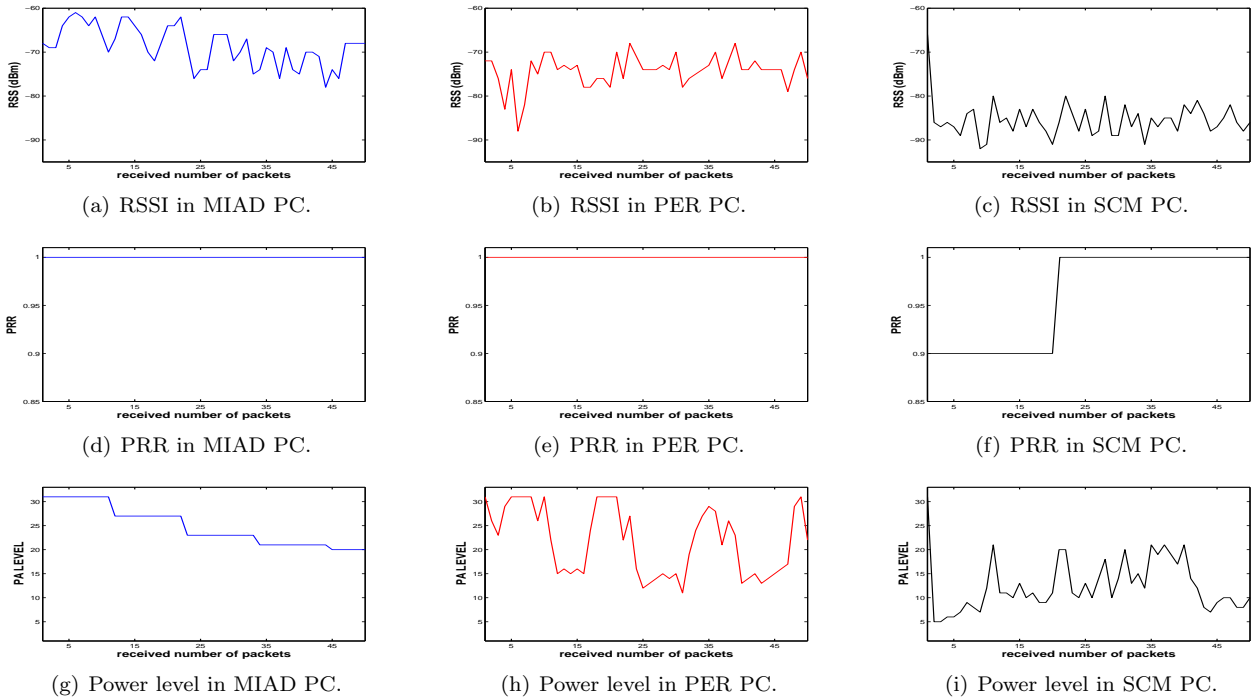 −60
−70
−80
−90
RSS (dBm)
5 15 25 35 45
received number of packets
(a) RSSI in MIAD PC.
−60
−70
−80
−90
RSS (dBm)
5 15 25 35 45
received number of packets
(b) RSSI in PER PC.
−60
−70
−80
−90
RSS (dBm)
5 15 25 35 45
received number of packets
(c) RSSI in SCM PC.
1
0.95
0.9
0.85
PRR
5 15 25 35 45
received number of packets
(d) PRR in MIAD PC.
1
0.95
0.9
0.85
PRR
5 15 25 35 45
received number of packets
(e) PRR in PER PC.
1
0.95
0.9
0.85
PRR
5 15 25 35 45
received number of packets
(f) PRR in SCM PC.
30
25
20
15
10
5
PA LEVEL
5 15 25 35 45
received number of packets
(g) Power level in MIAD PC.
30
25
20
15
10
5
PA LEVEL
5 15 25 35 45
received number of packets
(h) Power level in PER PC.
30
25
20
15
10
5
PA LEVEL
5 15 25 35 45
received number of packets
(i) Power level in SCM PC.